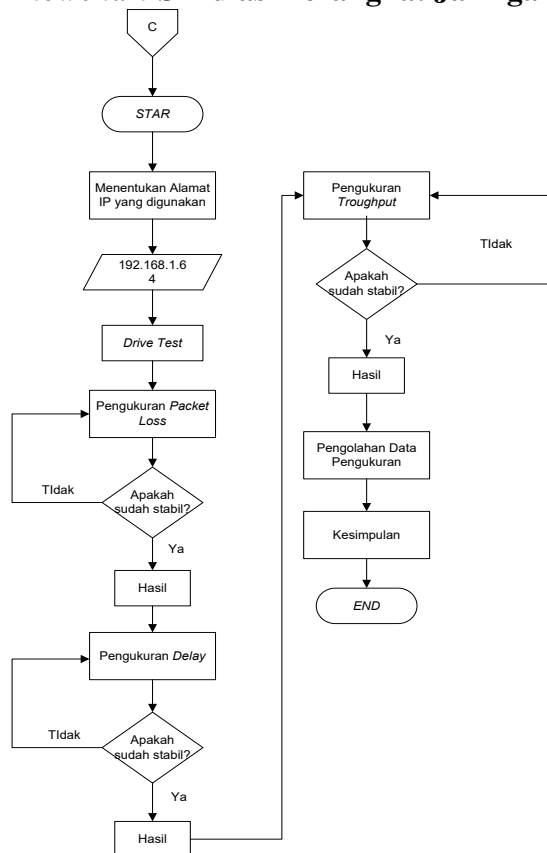 C
STAR
Menentukan Alamat
IP yang digunakan
192.168.1.6
4
Drive Test
Pengukuran Packet
Loss
TIdak
Apakah
sudah stabil?
Ya
Hasil
Pengukuran Delay
TIdak
Apakah
sudah stabil?
Ya
Hasil
Pengukuran
Troughput
TIdak
Apakah
sudah stabil?
Ya
Hasil
Pengolahan Data
Pengukuran
Kesimpulan
END